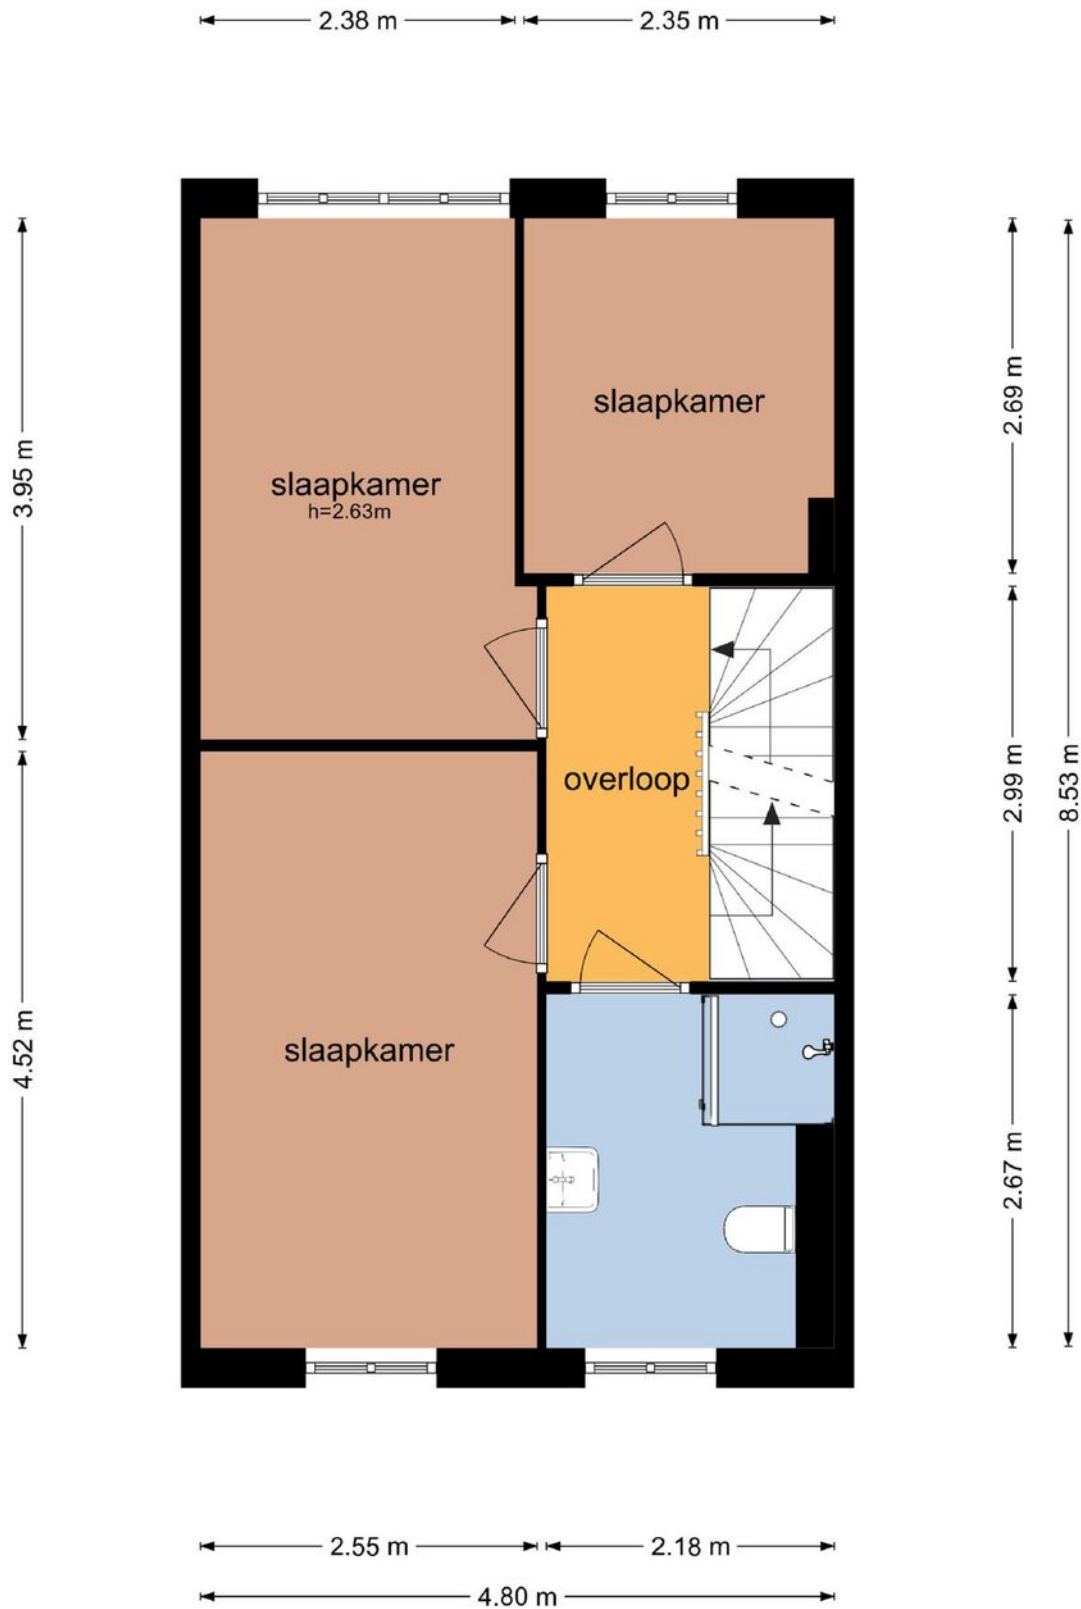 2.38 m
2.35 m
slaapkamer
2.69 m
3.95 m
slaapkamer
h=2.63m
overloop
2.99 m
8.53 m
slaapkamer
4.52 m
2.67 m
2.55 m
2.18 m
4.80 m